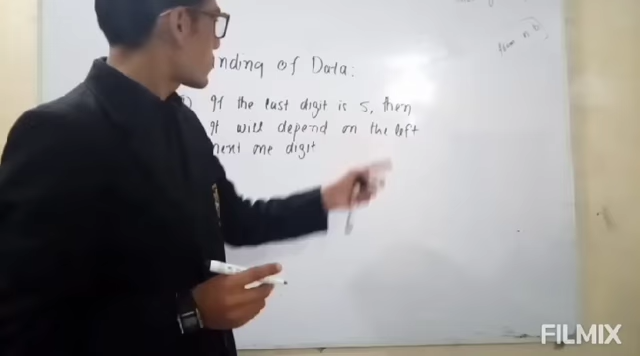 nding of Data:
If the last digit is 5, then
it will depend on the left
next one digit
FILMIX